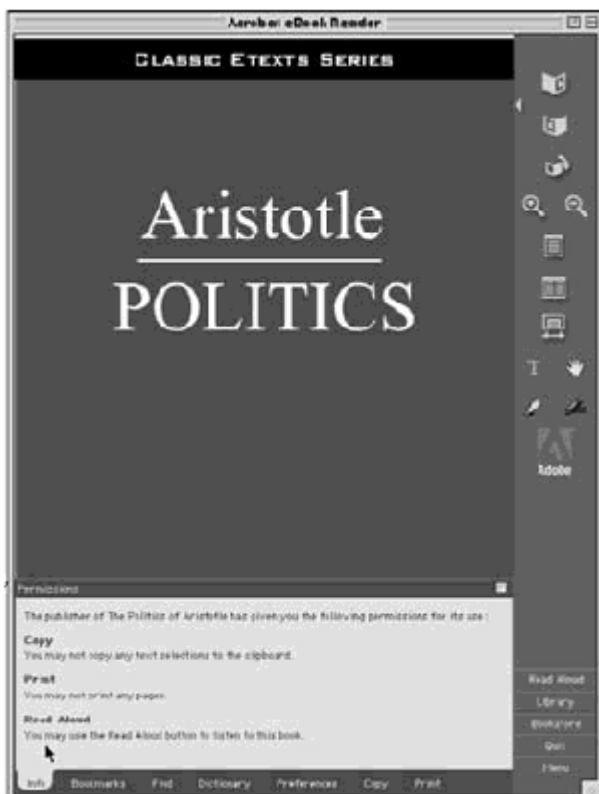 Acrobat eBook Reader
CLASSIC ETEXTS SERIES
Aristotle
POLITICS
Adobe
Permissions
The publisher of The Politics of Aristotle has given you the following permissions for its use:
Copy
You may not copy any text selections to the clipboard.
Print
You may not print any pages.
Read Aloud
You may use the Read Aloud button to listen to this book.
Read Aloud
Library
Bookstore
Quit
Menu
Info Bookmarks Find Dictionary Preferences Copy Print